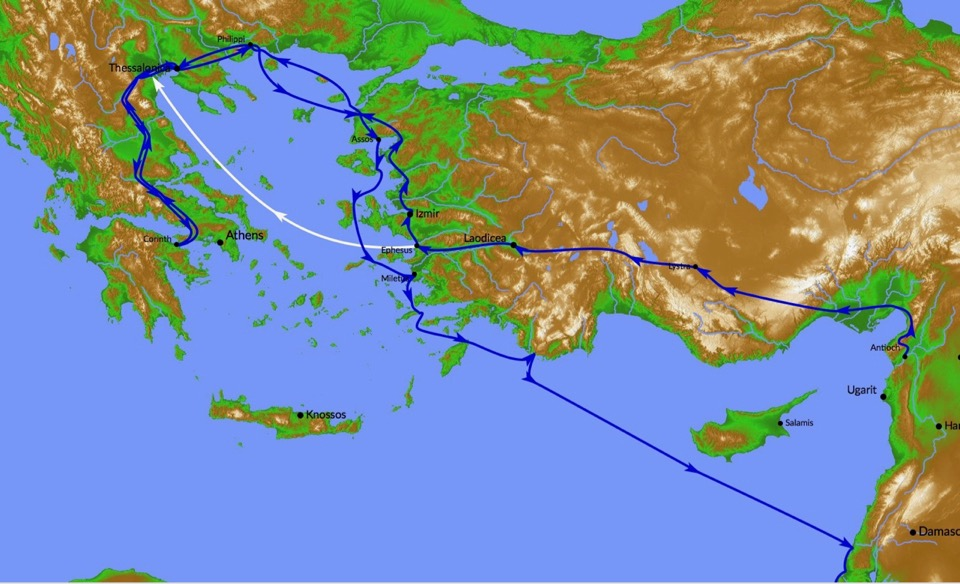 Philippi
Thessalonica
Assos
Izmir
Athens
Corinth
Laodicea
Ephesus
Lystra
Miletus
Antioch
Ugarit
Knossos
Salamis
Ha
Damasc